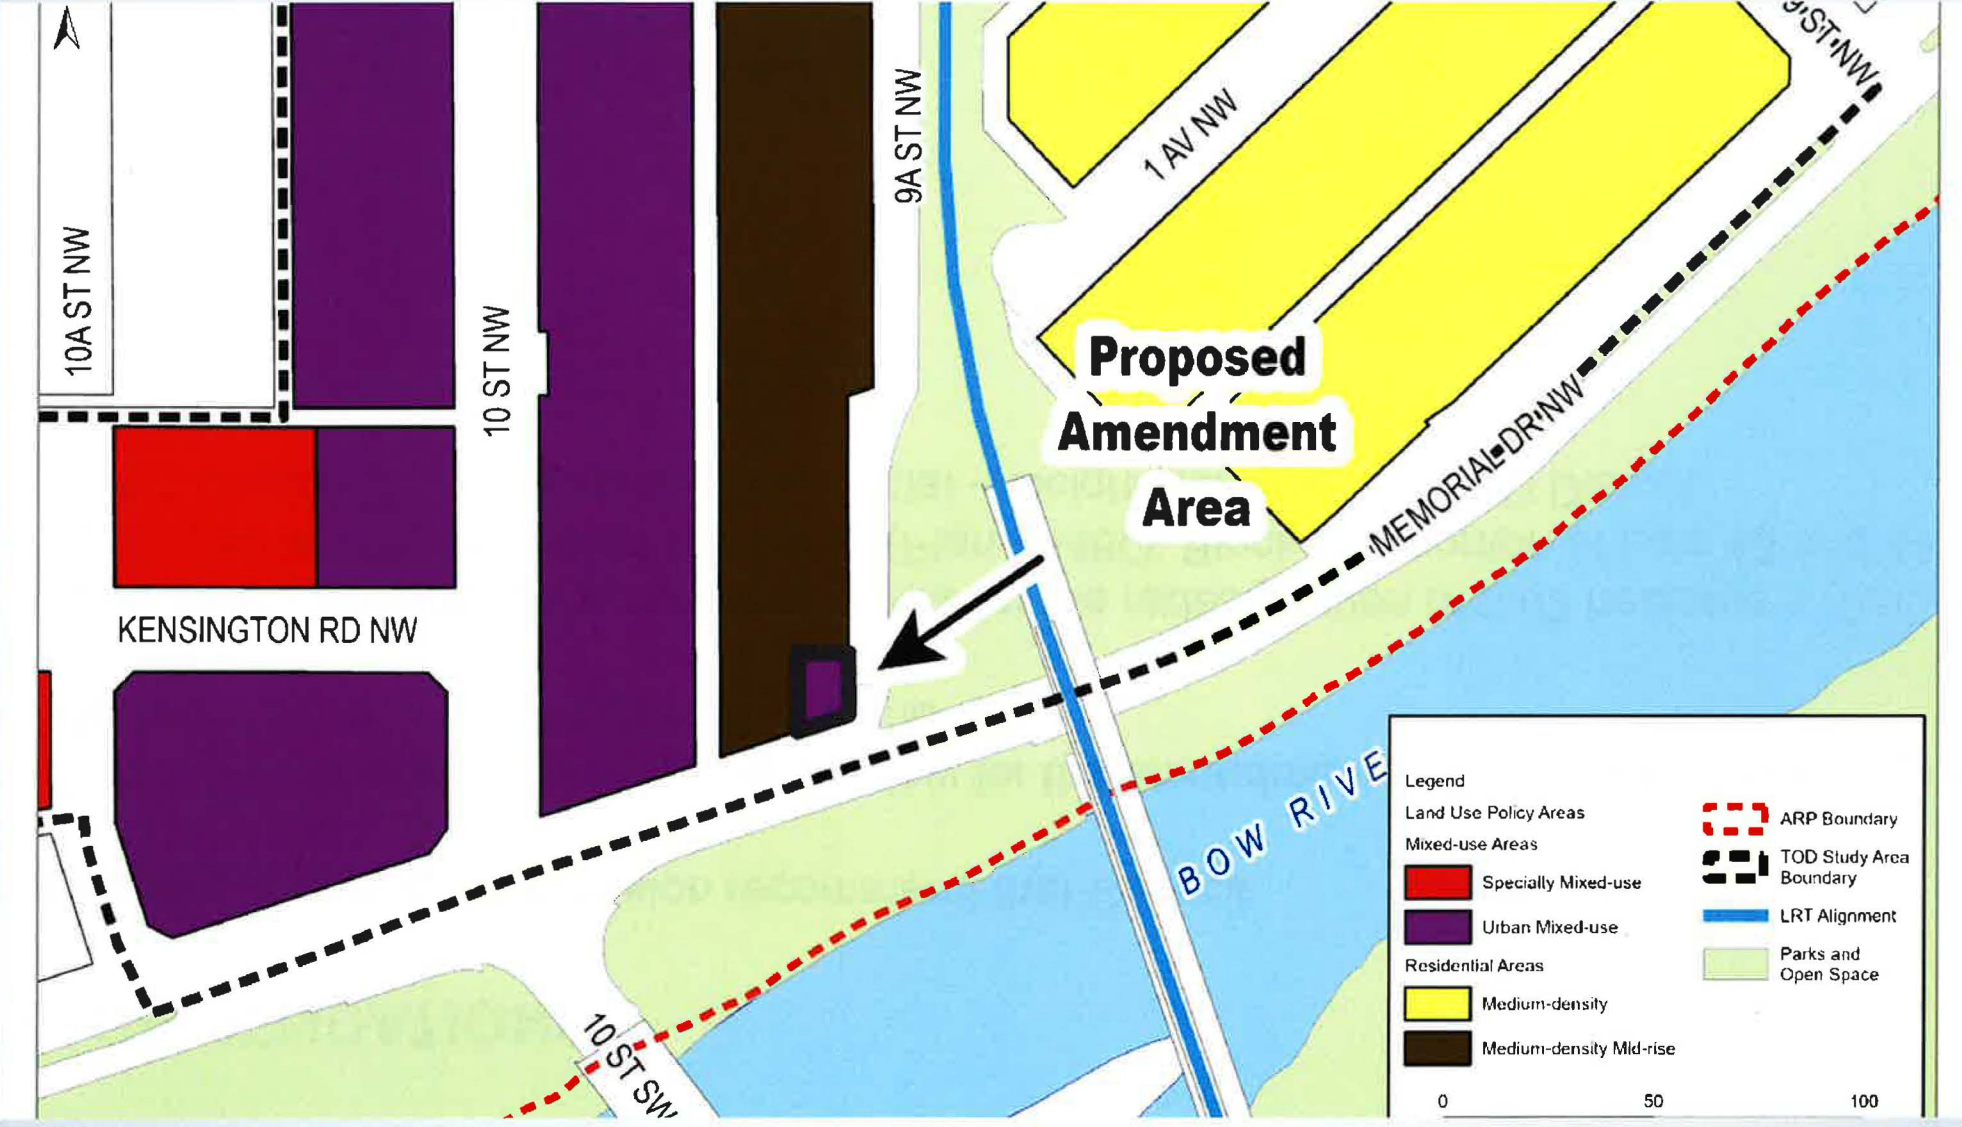 10A ST NW
10 ST NW
9A ST NW
1 AV NW
9 ST NW
Proposed
Amendment
Area
MEMORIAL DR NW
KENSINGTON RD NW
BOW RIVE
10 ST SW
Legend
Land Use Policy Areas
Mixed-use Areas
Specially Mixed-use
Urban Mixed-use
Residential Areas
Medium-density
Medium-density Mid-rise
ARP Boundary
TOD Study Area
Boundary
LRT Alignment
Parks and
Open Space
0 50 100